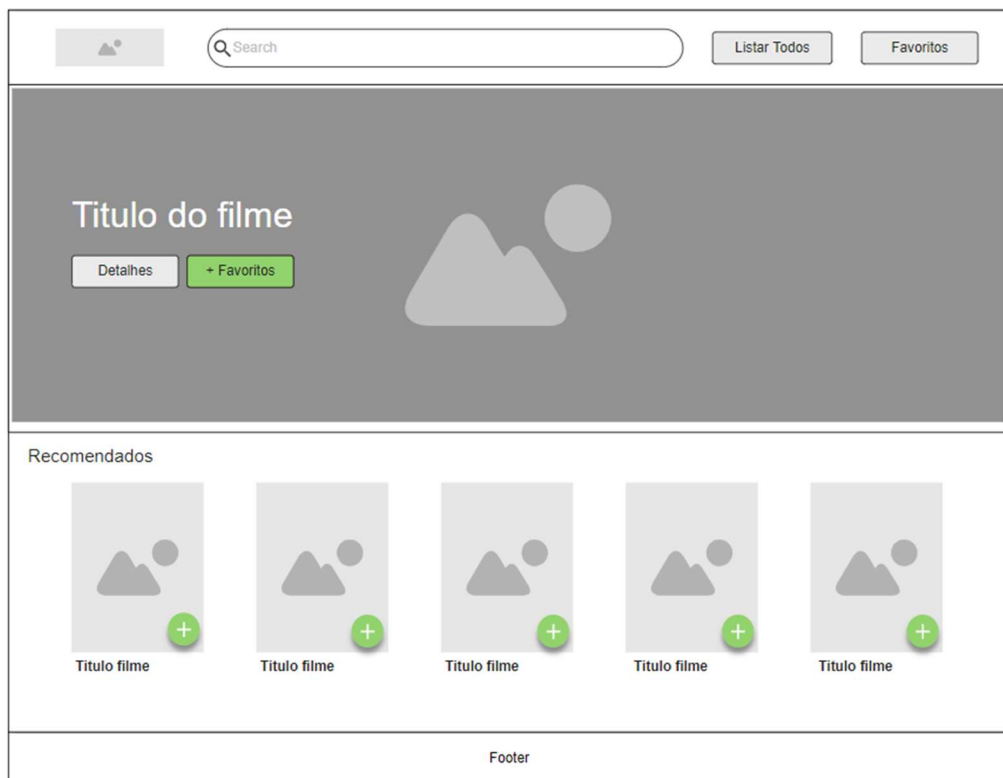 Search
Listar Todos
Favoritos
Titulo do filme
Detalhes
+ Favoritos
Recomendados
Titulo filme
Titulo filme
Titulo filme
Titulo filme
Titulo filme
Footer